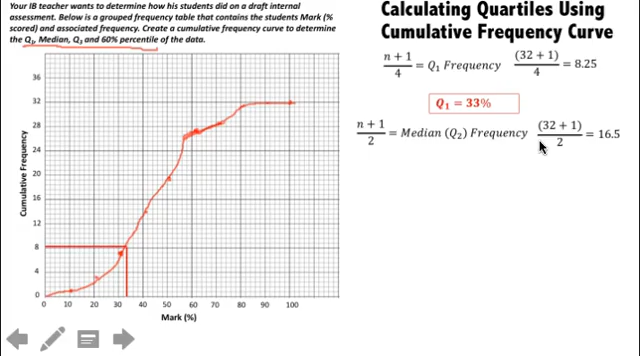 Your IB teacher wants to determine how his students did on a draft internal
assessment. Below is a grouped frequency table that contains the students Mark (%
scored) and associated frequency. Create a cumulative frequency curve to determine
the Q₁, Median, Q₃ and 60% percentile of the data.
Calculating Quartiles Using
Cumulative Frequency Curve
n + 1 / 4 = Q₁ Frequency (32 + 1) / 4 = 8.25
Q₁ = 33%
n + 1 / 2 = Median (Q₂) Frequency (32 + 1) / 2 = 16.5
Cumulative Frequency
36
32
28
24
20
16
12
8
4
0
0 10 20 30 40 50 60 70 80 90 100
Mark (%)